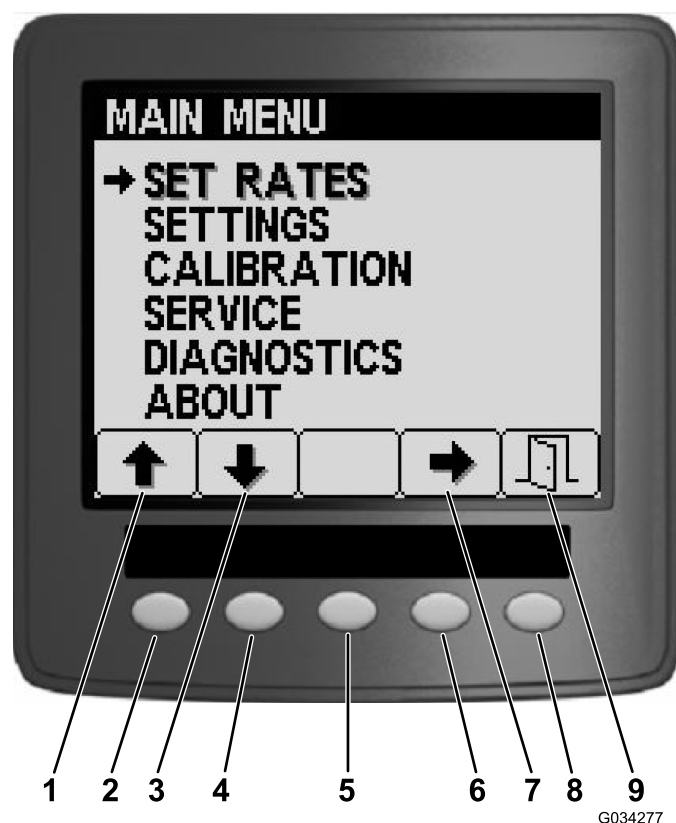 MAIN MENU
SET RATES
SETTINGS
CALIBRATION
SERVICE
DIAGNOSTICS
ABOUT
1 2 3 4 5 6 7 8 9
G034277